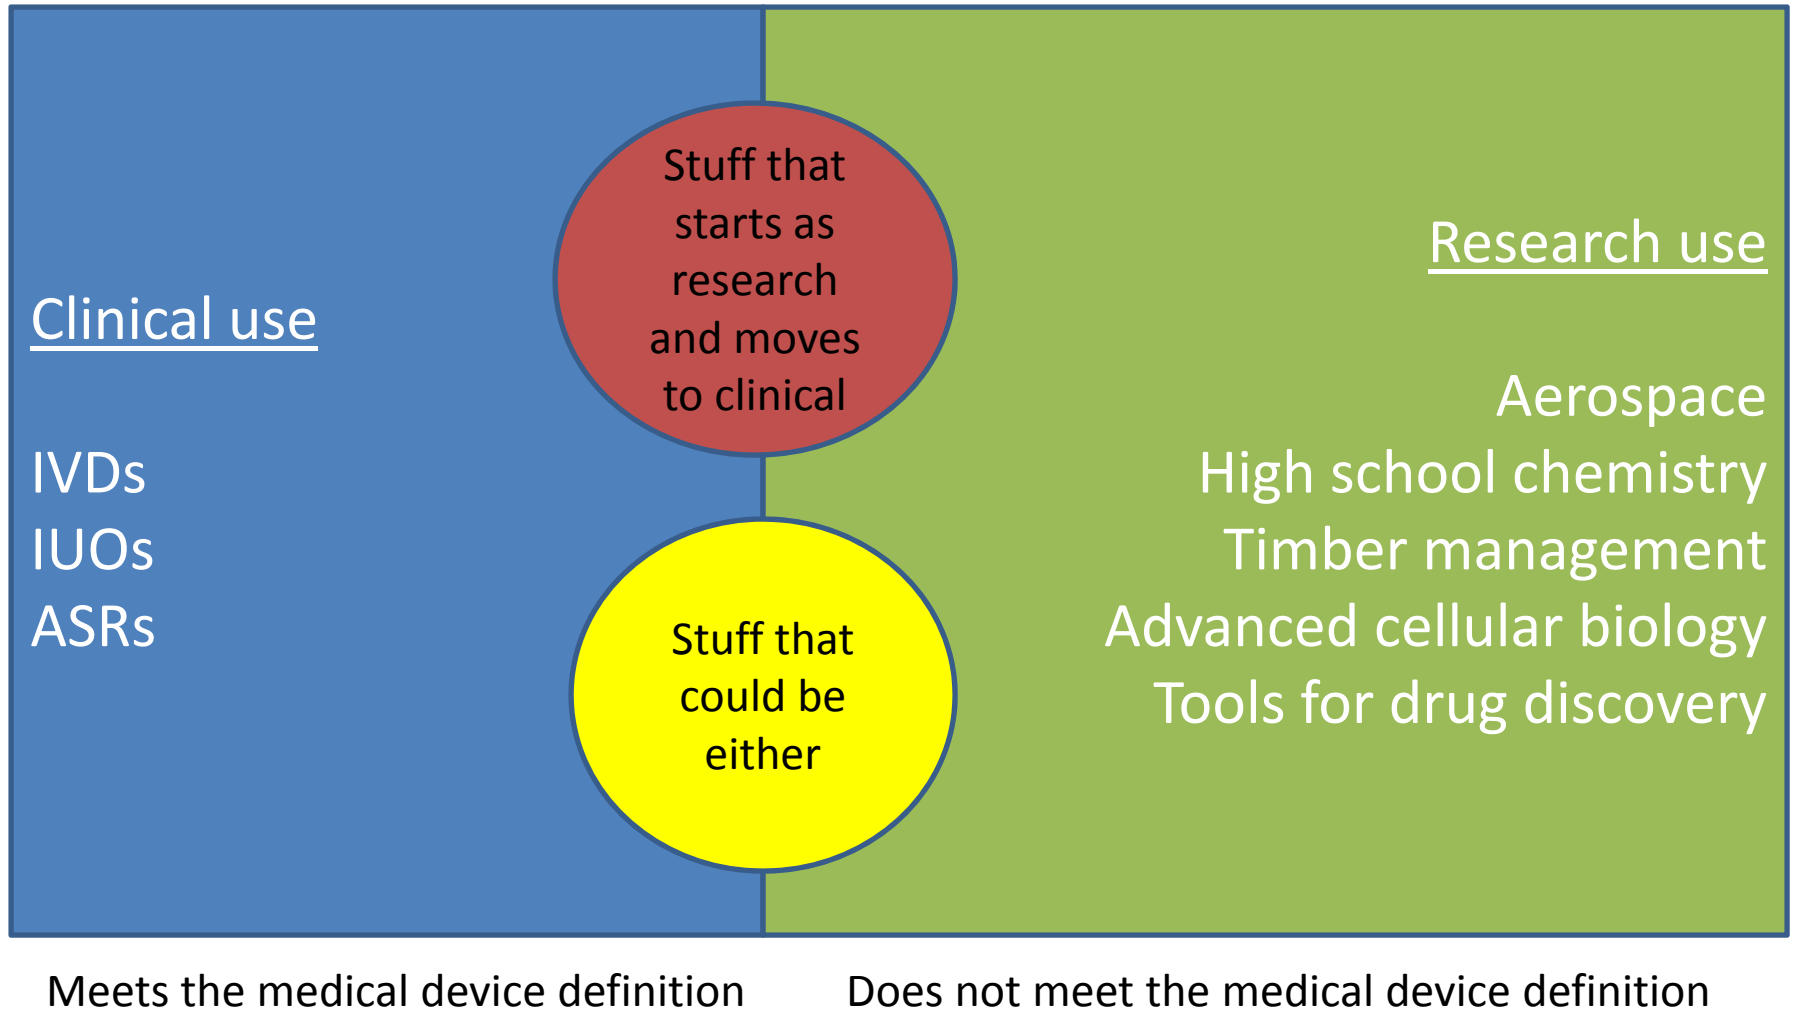 Clinical use
IVDs
IUOs
ASRs
Stuff that
starts as
research
and moves
to clinical
Stuff that
could be
either
Research use
Aerospace
High school chemistry
Timber management
Advanced cellular biology
Tools for drug discovery
Meets the medical device definition
Does not meet the medical device definition